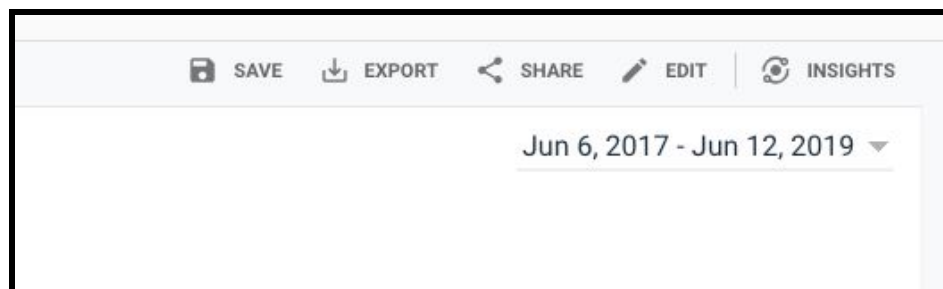 SAVE EXPORT SHARE EDIT INSIGHTS
Jun 6, 2017 - Jun 12, 2019